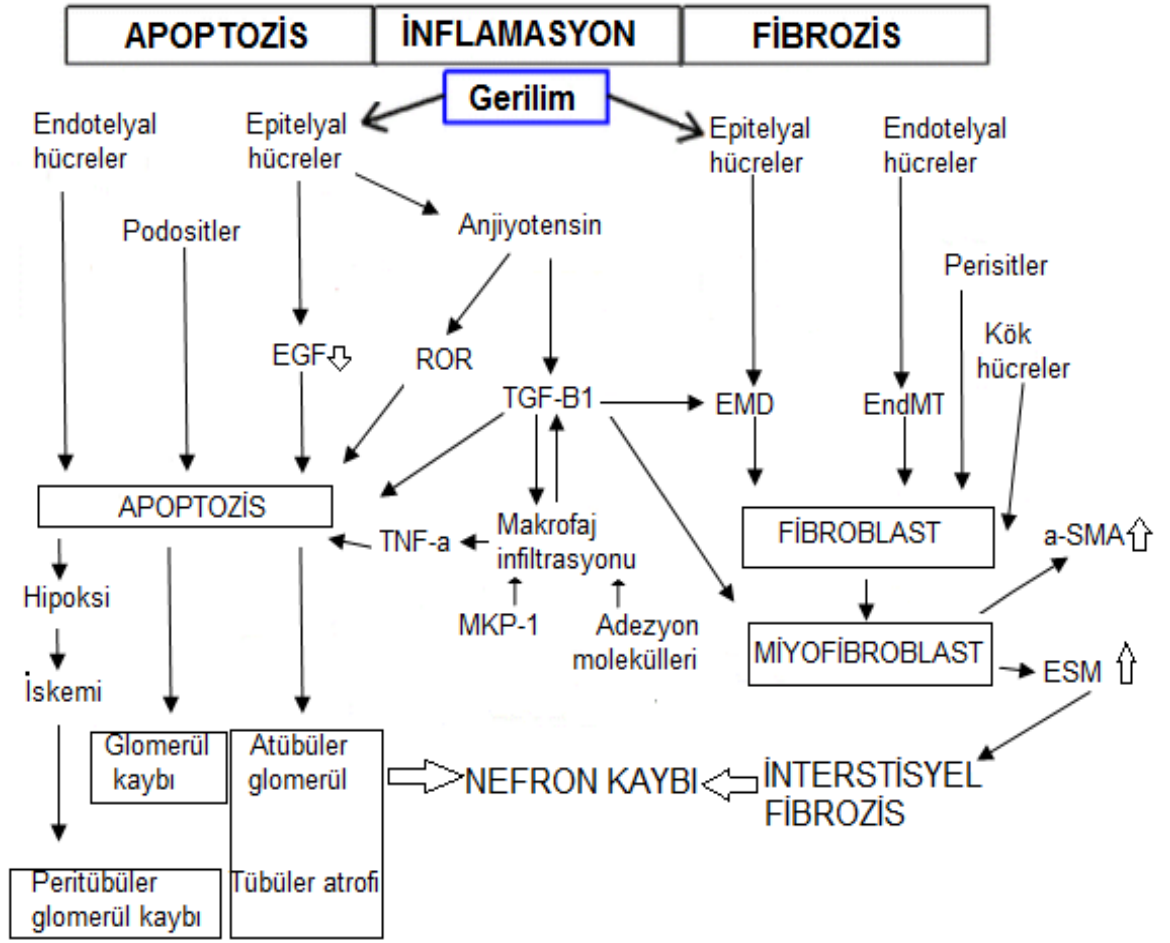 APOPTOZİS
İNFLAMASYON
FİBROZİS
Gerilim
Endotelyal
hücreler
Epitelyal
hücreler
Epitelyal
hücreler
Endotelyal
hücreler
Podositler
Anjiyotensin
Perisitler
Kök
hücreler
EGF
ROR
TGF-B1
EMD
EndMT
APOPTOZİS
TNF-a
Makrofaj
infiltrasyonu
FİBROBLAST
a-SMA
Hipoksi
MKP-1
Adezyon
molekülleri
MİYOFİBROBLAST
ESM
İskemi
Glomerül
kaybı
Atübüler
glomerül
NEFRON KAYBI
İNTERSTİSYEL
FİBROZİS
Peritübüler
glomerül kaybı
Tübüler atrofi